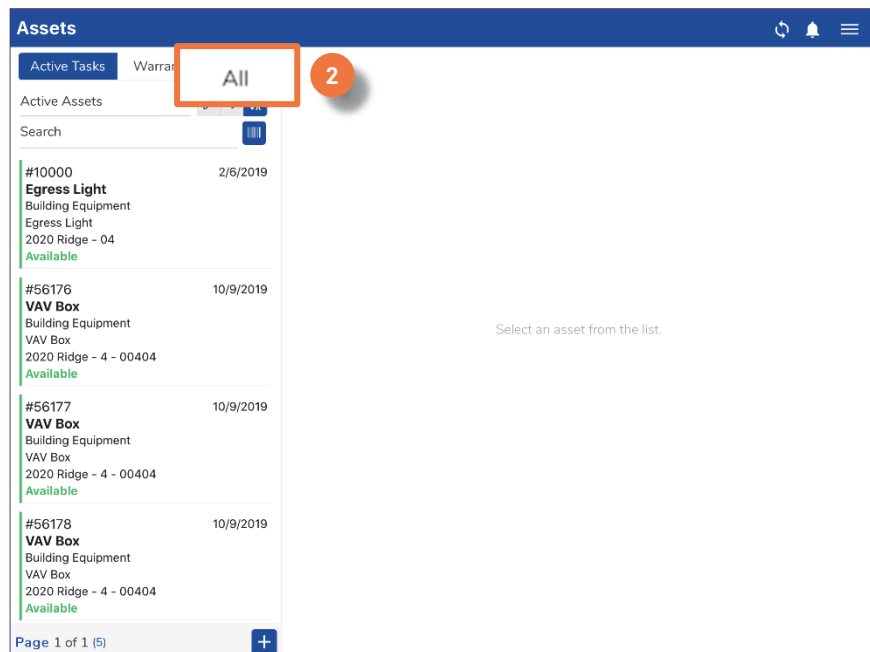 Assets
Active Tasks Warran All 2
Active Assets
Search
#10000 2/6/2019
Egress Light
Building Equipment
Egress Light
2020 Ridge - 04
Available
#56176 10/9/2019
VAV Box
Building Equipment
VAV Box
2020 Ridge - 4 - 00404
Available
Select an asset from the list.
#56177 10/9/2019
VAV Box
Building Equipment
VAV Box
2020 Ridge - 4 - 00404
Available
#56178 10/9/2019
VAV Box
Building Equipment
VAV Box
2020 Ridge - 4 - 00404
Available
Page 1 of 1 (5) +